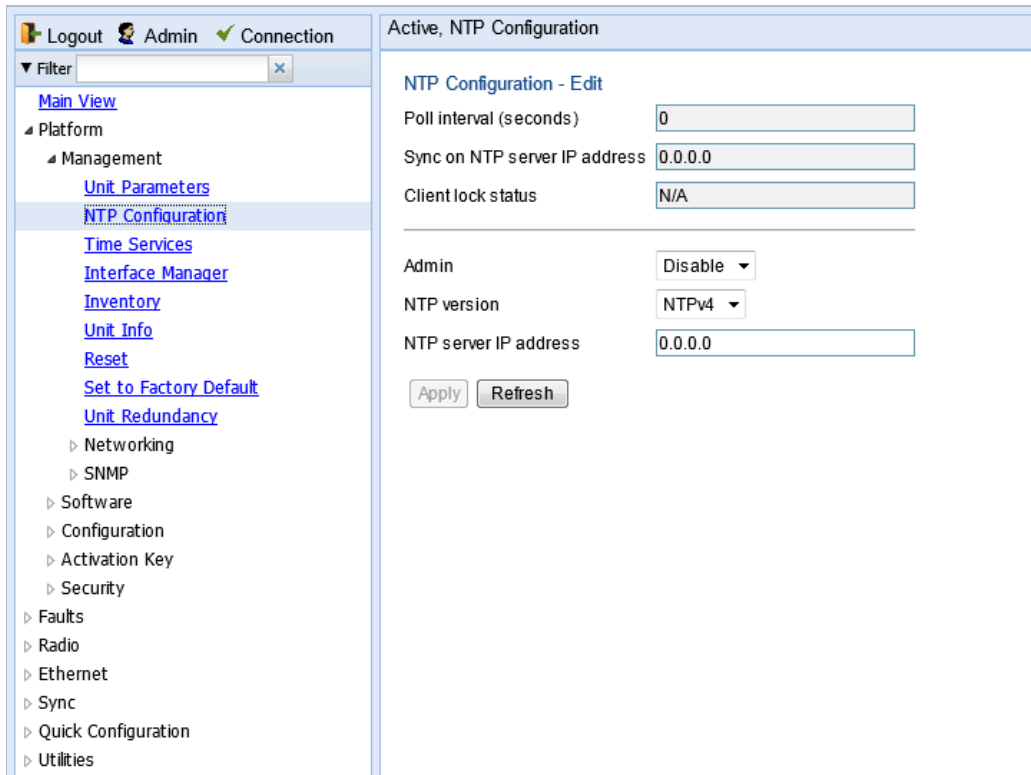 Logout Admin Connection
Filter
Main View
Platform
Management
Unit Parameters
NTP Configuration
Time Services
Interface Manager
Inventory
Unit Info
Reset
Set to Factory Default
Unit Redundancy
Networking
SNMP
Software
Configuration
Activation Key
Security
Faults
Radio
Ethernet
Sync
Quick Configuration
Utilities
Active, NTP Configuration
NTP Configuration - Edit
Poll interval (seconds) 0
Sync on NTP server IP address 0.0.0.0
Client lock status N/A
Admin Disable
NTP version NTPv4
NTP server IP address 0.0.0.0
Apply Refresh